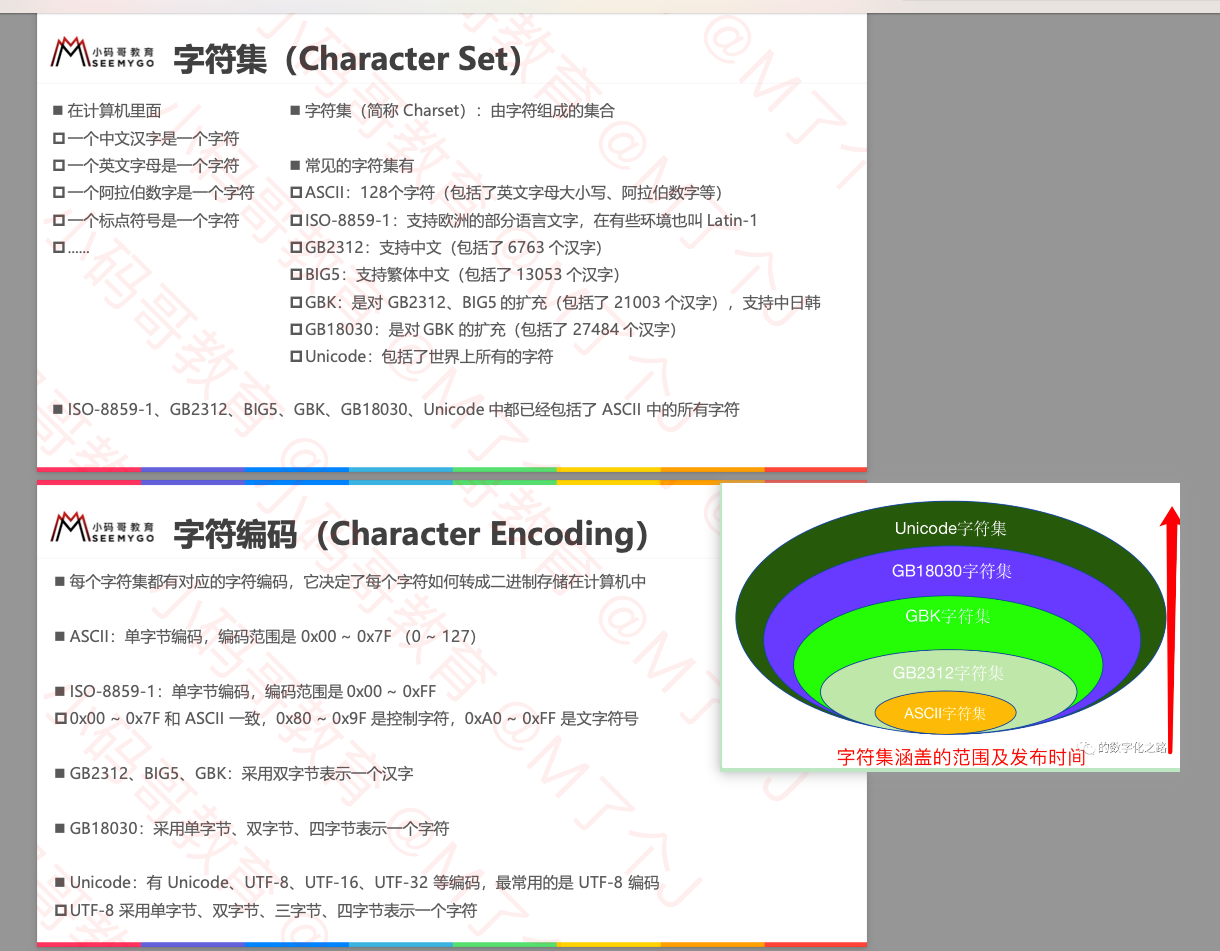 小码哥教育
SEEMYGO
字符集（Character Set）
■ 在计算机里面
一个中文汉字是一个字符
一个英文字母是一个字符
一个阿拉伯数字是一个字符
一个标点符号是一个字符
......
■ 字符集（简称 Charset）：由字符组成的集合
■ 常见的字符集有
ASCII：128个字符（包括了英文字母大小写、阿拉伯数字等）
ISO-8859-1：支持欧洲的部分语言文字，在有些环境也叫 Latin-1
GB2312：支持中文（包括了 6763 个汉字）
BIG5：支持繁体中文（包括了 13053 个汉字）
GBK：是对 GB2312、BIG5 的扩充（包括了 21003 个汉字），支持中日韩
GB18030：是对 GBK 的扩充（包括了 27484 个汉字）
Unicode：包括了世界上所有的字符
■ ISO-8859-1、GB2312、BIG5、GBK、GB18030、Unicode 中都已经包括了 ASCII 中的所有字符
小码哥教育
SEEMYGO
字符编码（Character Encoding）
■ 每个字符集都有对应的字符编码，它决定了每个字符如何转成二进制存储在计算机中
■ ASCII：单字节编码，编码范围是 0x00 ~ 0x7F （0 ~ 127）
■ ISO-8859-1：单字节编码，编码范围是 0x00 ~ 0xFF
0x00 ~ 0x7F 和 ASCII 一致，0x80 ~ 0x9F 是控制字符，0xA0 ~ 0xFF 是文字符号
■ GB2312、BIG5、GBK：采用双字节表示一个汉字
■ GB18030：采用单字节、双字节、四字节表示一个字符
■ Unicode：有 Unicode、UTF-8、UTF-16、UTF-32 等编码，最常用的是 UTF-8 编码
UTF-8 采用单字节、双字节、三字节、四字节表示一个字符
Unicode字符集
GB18030字符集
GBK字符集
GB2312字符集
ASCII字符集
的数字化之路
字符集涵盖的范围及发布时间
小码哥教育 @M了个J